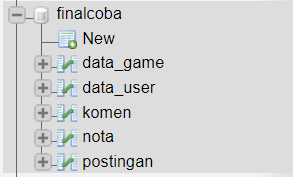 finalcoba
New
data_game
data_user
komen
nota
postingan